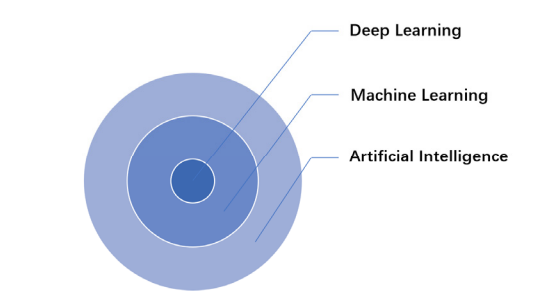 Deep Learning
Machine Learning
Artificial Intelligence